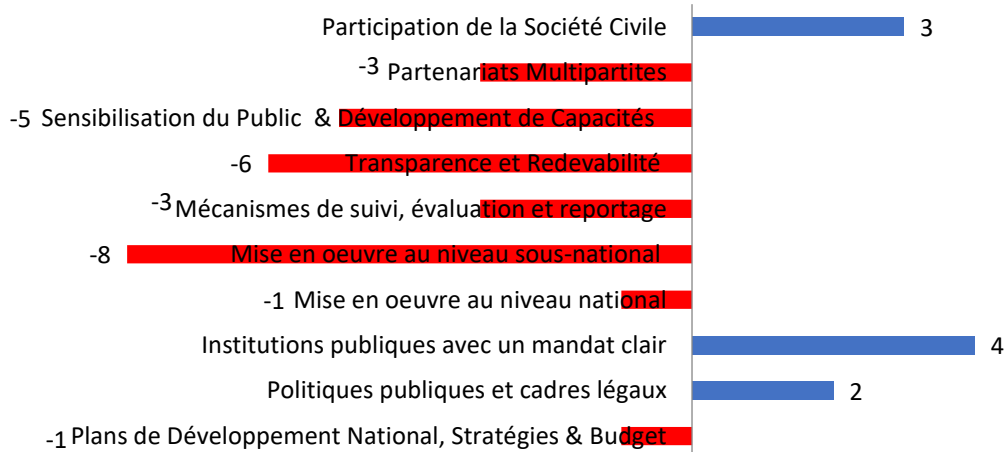 Participation de la Société Civile 3
-3 Partenariats Multipartites
-5 Sensibilisation du Public & Développement de Capacités
-6 Transparence et Redevabilité
-3 Mécanismes de suivi, évaluation et reportage
-8 Mise en oeuvre au niveau sous-national
-1 Mise en oeuvre au niveau national
Institutions publiques avec un mandat clair 4
Politiques publiques et cadres légaux 2
-1 Plans de Développement National, Stratégies & Budget